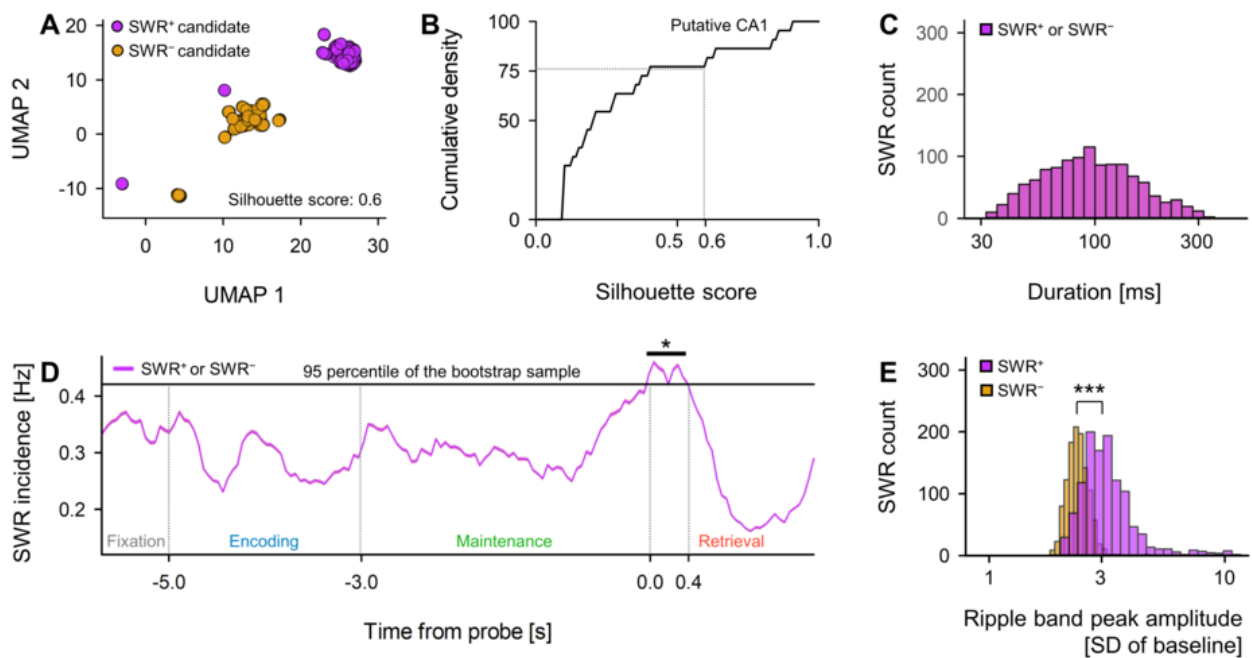 A
SWR⁺ candidate
SWR⁻ candidate
20
10
0
-10
UMAP 2
Silhouette score: 0.6
0
10
20
30
UMAP 1
B
Putative CA1
100
75
50
0
Cumulative density
0.0
0.5
0.6
1.0
Silhouette score
C
SWR⁺ or SWR⁻
300
200
100
0
SWR count
30
100
300
Duration [ms]
D
SWR⁺ or SWR⁻
95 percentile of the bootstrap sample
*
0.4
0.3
0.2
SWR incidence [Hz]
Fixation
Encoding
Maintenance
Retrieval
-5.0
-3.0
0.0
0.4
Time from probe [s]
E
SWR⁺
SWR⁻
***
300
200
100
0
SWR count
1
3
10
Ripple band peak amplitude
[SD of baseline]